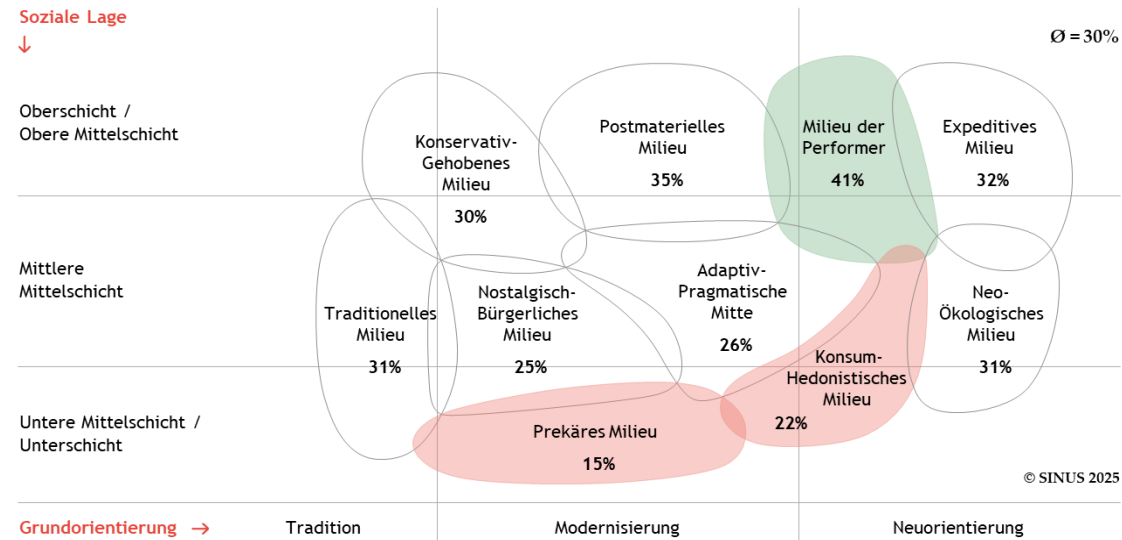 Soziale Lage
↓
Ø = 30%
Oberschicht /
Obere Mittelschicht
Konservativ-
Gehobenes
Milieu
30%
Postmaterielles
Milieu
35%
Milieu der
Performer
41%
Expeditives
Milieu
32%
Mittlere
Mittelschicht
Traditionelles
Milieu
31%
Nostalgisch-
Bürgerliches
Milieu
25%
Adaptiv-
Pragmatische
Mitte
26%
Konsum-
Hedonistisches
Milieu
22%
Neo-
Ökologisches
Milieu
31%
Untere Mittelschicht /
Unterschicht
Prekäres Milieu
15%
© SINUS 2025
Grundorientierung → Tradition Modernisierung Neuorientierung